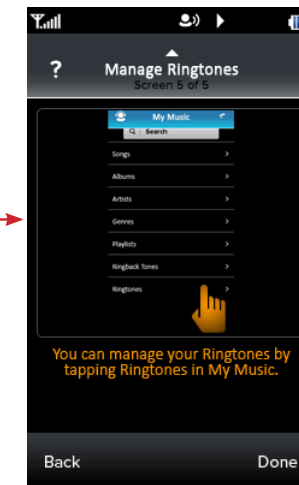 ?
Manage Ringtones
Screen 5 of 5
My Music
Search
Songs
Albums
Artists
Genres
Playlists
Ringback Tones
Ringtones
You can manage your Ringtones by
tapping Ringtones in My Music.
Back Done